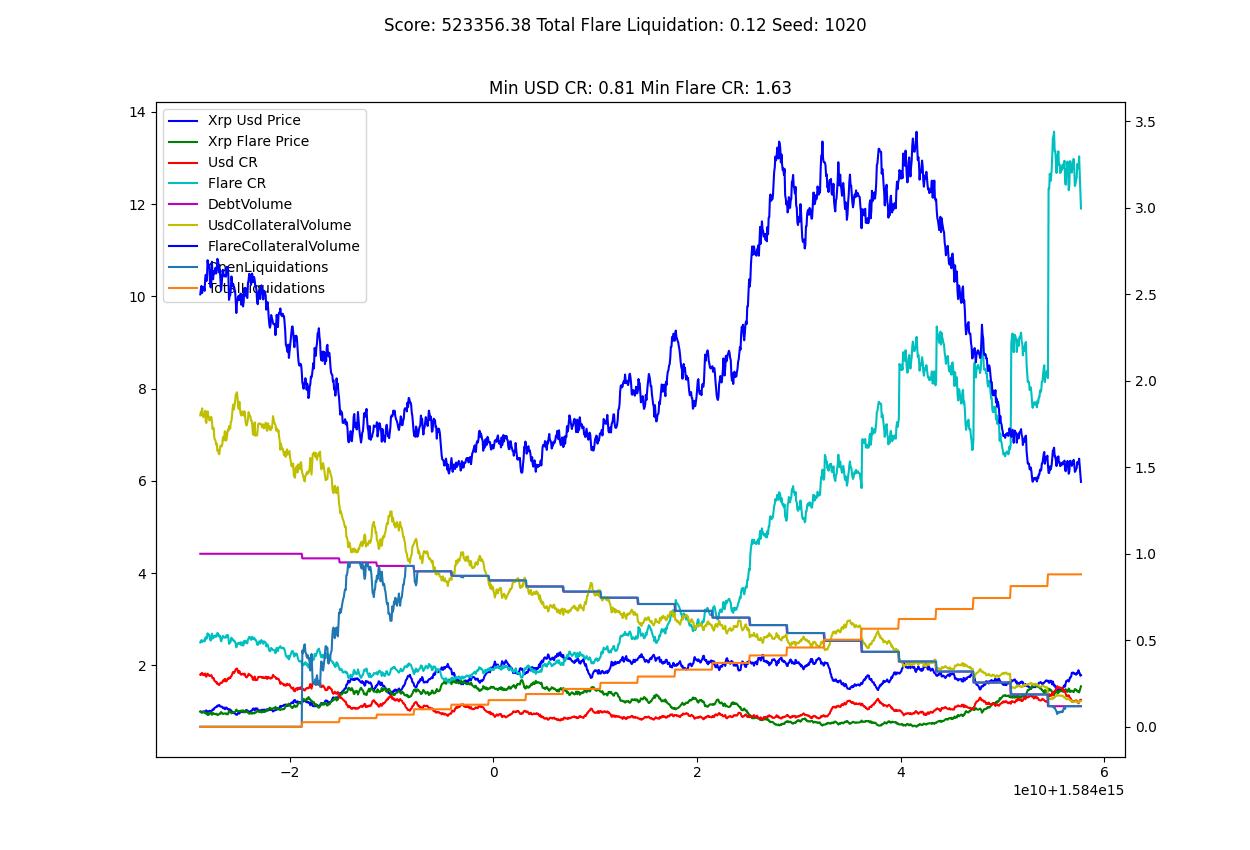 Score: 523356.38 Total Flare Liquidation: 0.12 Seed: 1020
Min USD CR: 0.81 Min Flare CR: 1.63
Xrp Usd Price
Xrp Flare Price
Usd CR
Flare CR
DebtVolume
UsdCollateralVolume
FlareCollateralVolume
OpenLiquidations
TotalLiquidations
14
12
10
8
6
4
2
3.5
3.0
2.5
2.0
1.5
1.0
0.5
0.0
−2
0
2
4
6
1e10+1.584e15